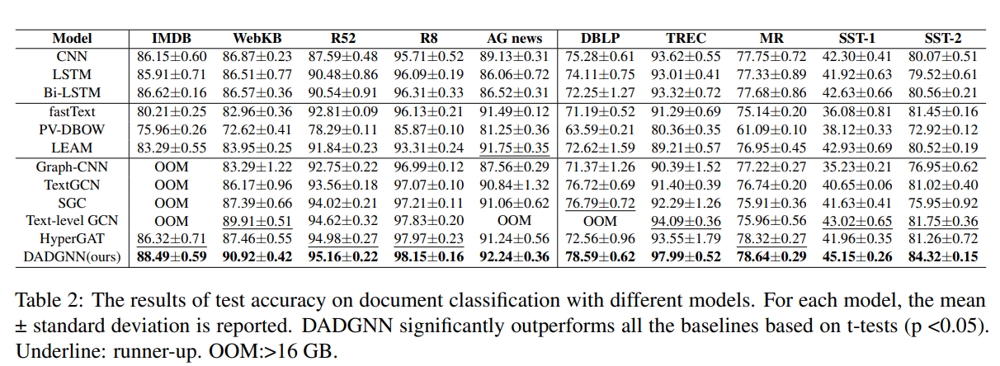 Model IMDB WebKB R52 R8 AG news DBLP TREC MR SST-1 SST-2
CNN 86.15±0.60 86.87±0.23 87.59±0.48 95.71±0.52 89.13±0.31 75.28±0.61 93.62±0.55 77.75±0.72 42.30±0.41 80.07±0.51
LSTM 85.91±0.71 86.51±0.77 90.48±0.86 96.09±0.19 86.06±0.72 74.11±0.75 93.01±0.41 77.33±0.89 41.92±0.63 79.52±0.61
Bi-LSTM 86.62±0.16 86.57±0.36 90.54±0.91 96.31±0.33 86.52±0.31 72.25±1.27 93.32±0.72 77.68±0.86 42.63±0.66 80.56±0.21
fastText 80.21±0.25 82.96±0.36 92.81±0.09 96.13±0.21 91.49±0.12 71.19±0.52 91.29±0.69 75.14±0.20 36.08±0.81 81.45±0.16
PV-DBOW 75.96±0.26 72.62±0.41 78.29±0.11 85.87±0.10 81.25±0.36 63.59±0.21 80.36±0.35 61.09±0.10 38.12±0.33 72.92±0.12
LEAM 83.29±0.55 83.95±0.25 91.84±0.23 93.31±0.24 91.75±0.35 72.62±1.59 89.21±0.57 76.95±0.45 42.93±0.69 80.52±0.19
Graph-CNN OOM 83.29±1.22 92.75±0.22 96.99±0.12 87.56±0.29 71.37±1.26 90.39±1.52 77.22±0.27 35.23±0.21 76.95±0.62
TextGCN OOM 86.17±0.96 93.56±0.18 97.07±0.10 90.84±1.32 76.72±0.69 91.40±0.39 76.74±0.20 40.65±0.06 81.02±0.40
SGC OOM 87.39±0.66 94.02±0.21 97.21±0.11 91.06±0.62 76.79±0.72 92.29±1.26 75.91±0.36 41.63±0.41 75.95±0.92
Text-level GCN OOM 89.91±0.51 94.62±0.32 97.83±0.20 OOM OOM 94.09±0.36 75.96±0.56 43.02±0.65 81.75±0.36
HyperGAT 86.32±0.71 87.46±0.55 94.98±0.27 97.97±0.23 91.24±0.56 72.56±0.96 93.55±1.79 78.32±0.27 41.96±0.35 81.26±0.72
DADGNN(ours) 88.49±0.59 90.92±0.42 95.16±0.22 98.15±0.16 92.24±0.36 78.59±0.62 97.99±0.52 78.64±0.29 45.15±0.26 84.32±0.15
Table 2: The results of test accuracy on document classification with different models. For each model, the mean
± standard deviation is reported. DADGNN significantly outperforms all the baselines based on t-tests (p <0.05).
Underline: runner-up. OOM:>16 GB.